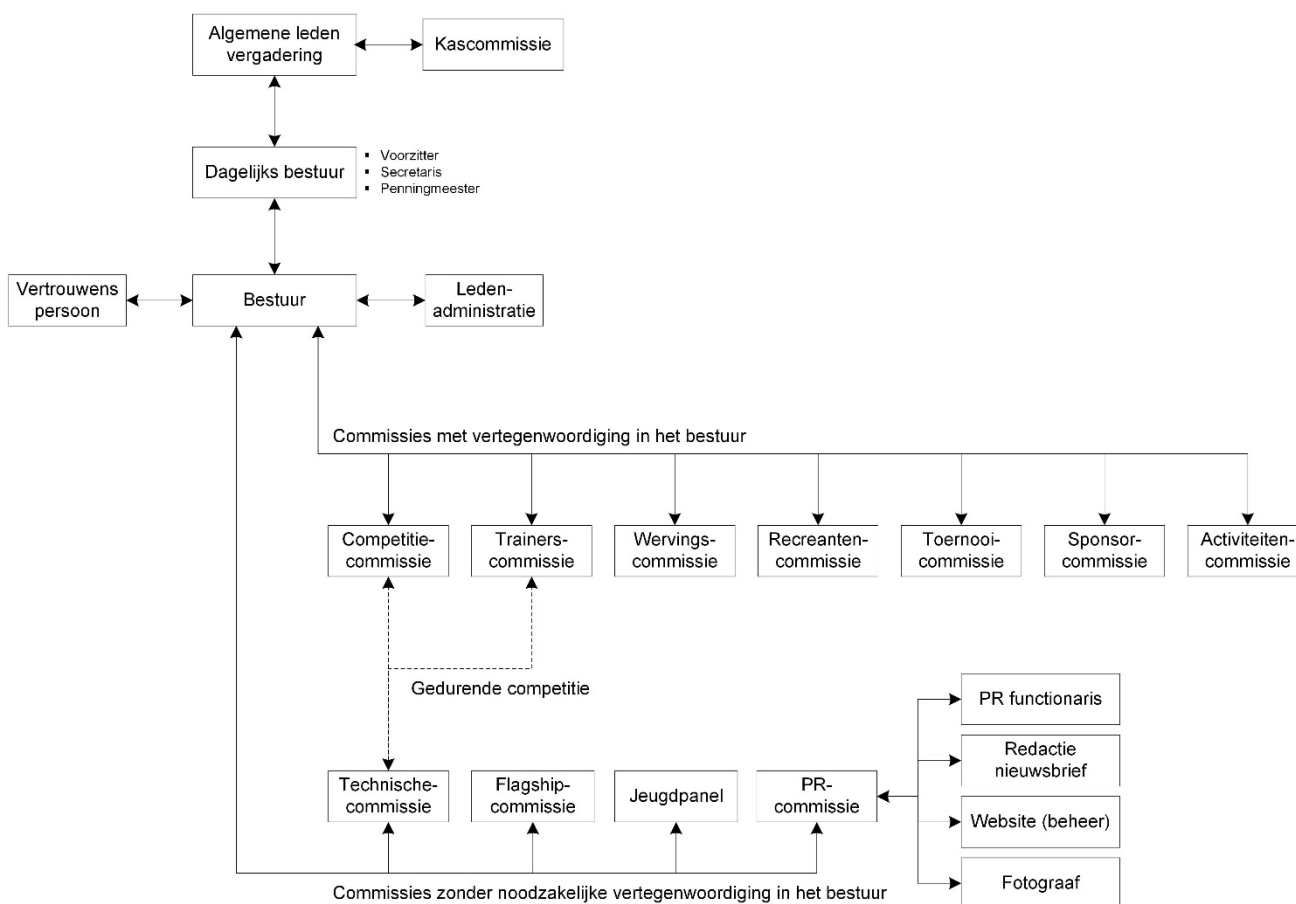 Algemene leden
vergadering
Kascommissie
Dagelijks bestuur
▪ Voorzitter
▪ Secretaris
▪ Penningmeester
Vertrouwens
persoon
Bestuur
Leden-
administratie
Commissies met vertegenwoordiging in het bestuur
Competitie-
commissie
Trainers-
commissie
Wervings-
commissie
Recreanten-
commissie
Toernooi-
commissie
Sponsor-
commissie
Activiteiten-
commissie
Gedurende competitie
Technische-
commissie
Flagship-
commissie
Jeugdpanel
PR-
commissie
PR functionaris
Redactie
nieuwsbrief
Website (beheer)
Fotograaf
Commissies zonder noodzakelijke vertegenwoordiging in het bestuur